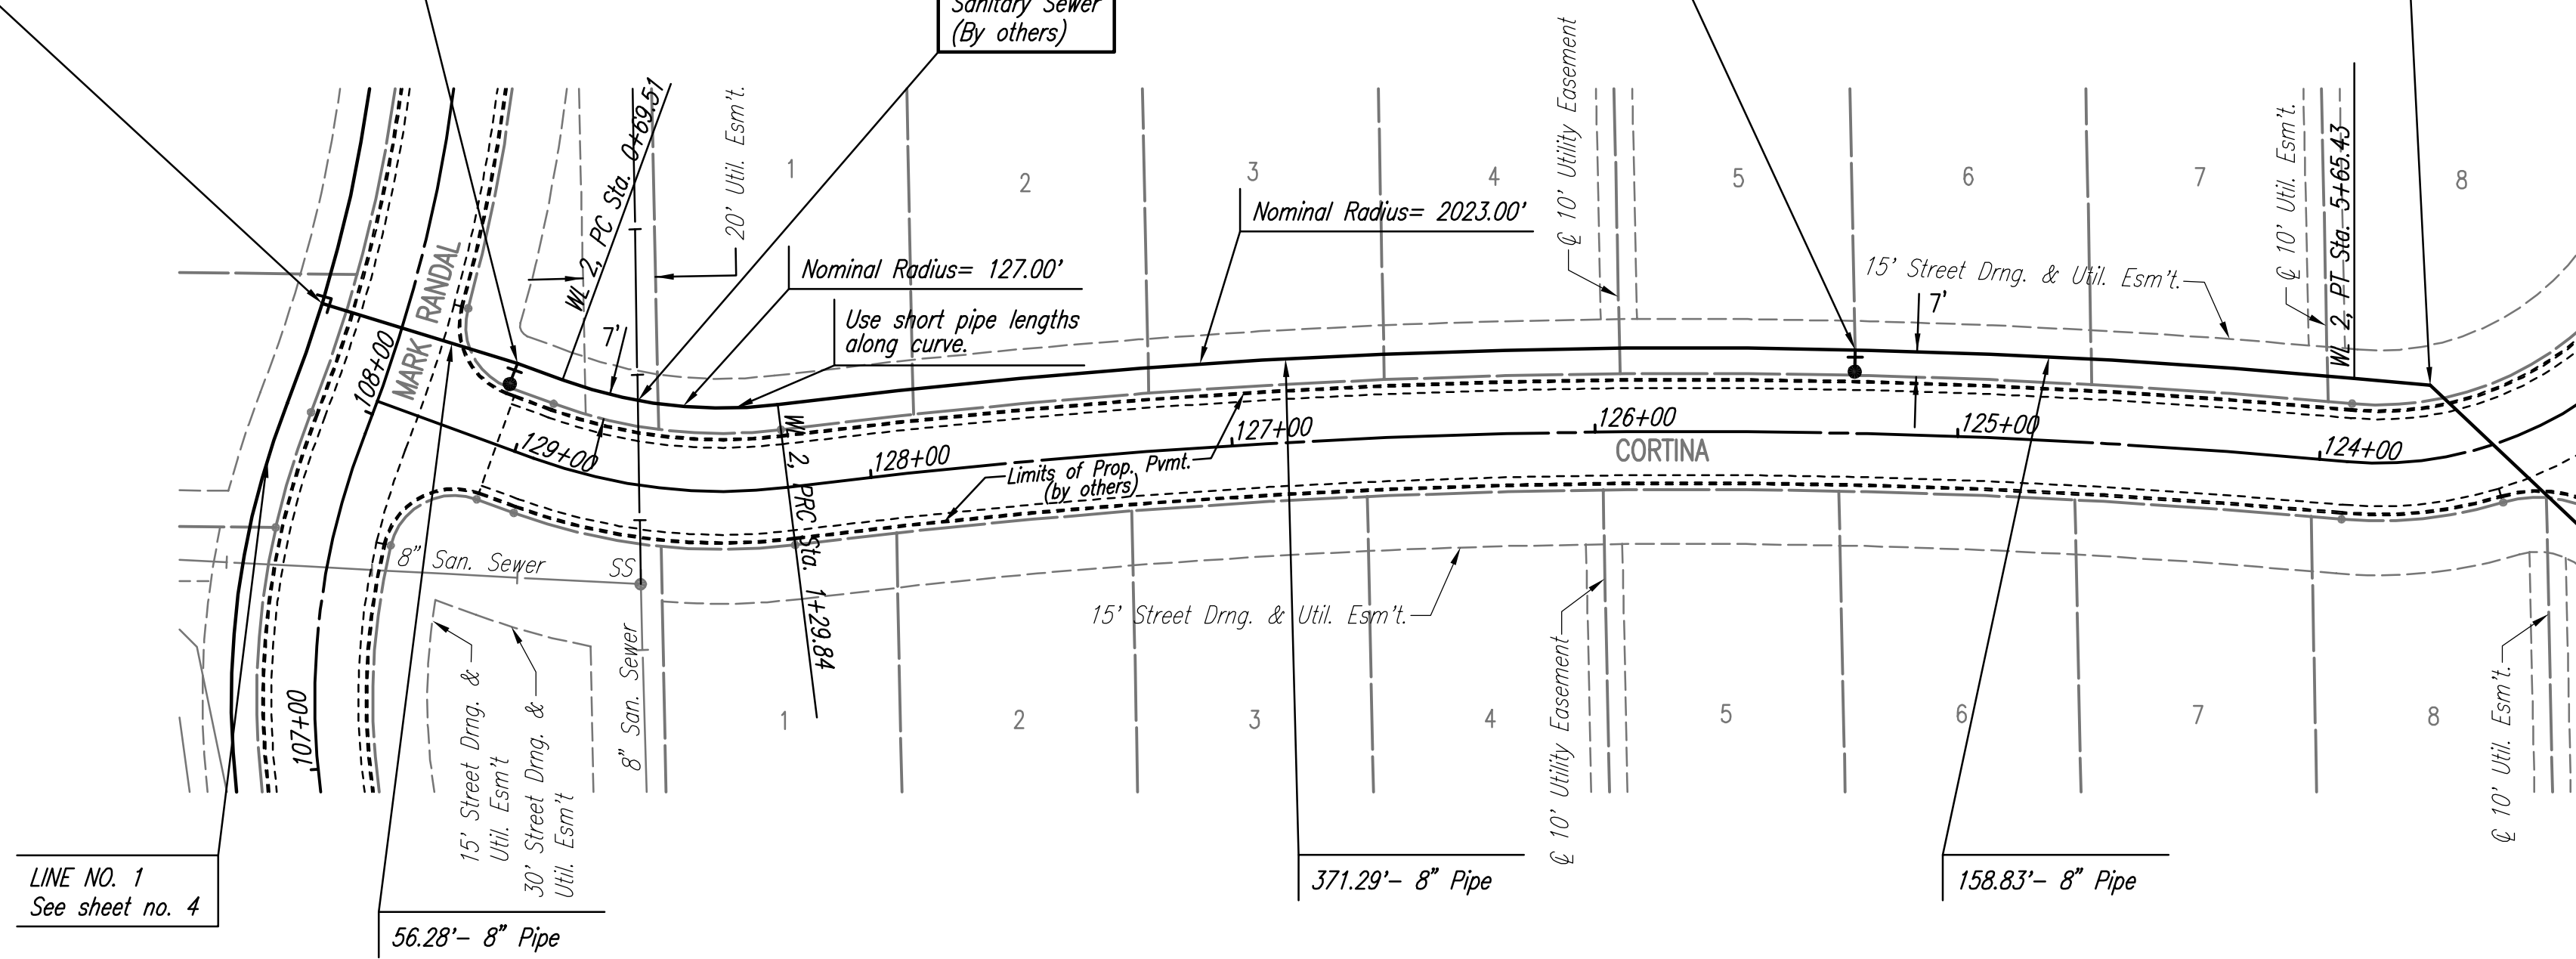 Sanitary Sewer
(By others)
WL 2, PC Sta. 0+69.51
20' Util. Esm't.
1
2
3
4
5
6
7
8
℄ 10' Utility Easement
℄ 10' Util. Esm't.
WL 2, PT Sta. 5+65.43
Nominal Radius= 2023.00'
Nominal Radius= 127.00'
Use short pipe lengths
along curve.
7'
7'
15' Street Drng. & Util. Esm't.
MARK RANDAL
108+00
107+00
129+00
128+00
127+00
126+00
125+00
124+00
CORTINA
Limits of Prop. Pvmt.
(by others)
WL 2, PRC Sta. 1+29.84
8" San. Sewer
SS
8" San. Sewer
15' Street Drng. & Util. Esm't.
15' Street Drng. &
Util. Esm't
30' Street Drng. &
Util. Esm't
1
2
3
4
5
6
7
8
℄ 10' Utility Easement
℄ 10' Util. Esm't.
LINE NO. 1
See sheet no. 4
56.28'- 8" Pipe
371.29'- 8" Pipe
158.83'- 8" Pipe